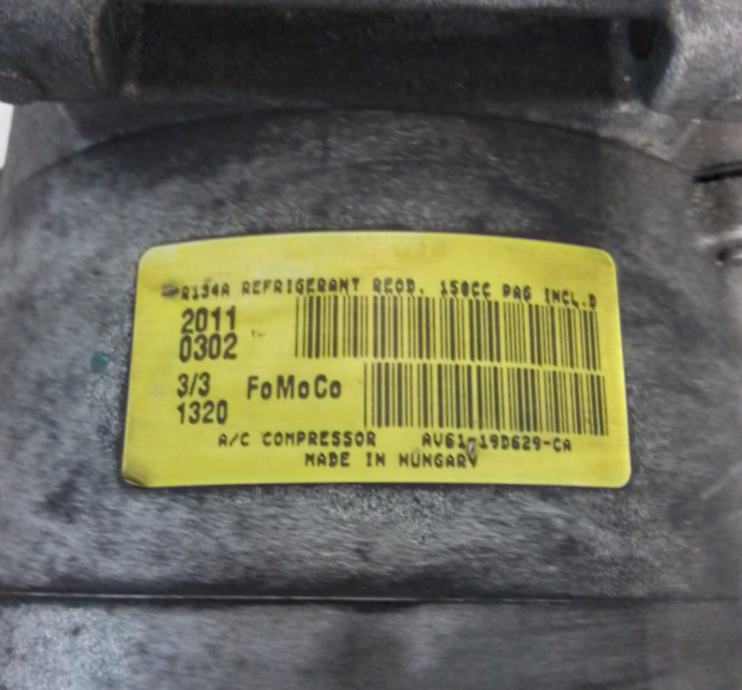 R134A REFRIGERANT REQD. 150CC PAG INCL.D
2011
0302
3/3 FoMoCo
1320
A/C COMPRESSOR AV61-19D629-CA
MADE IN HUNGARY